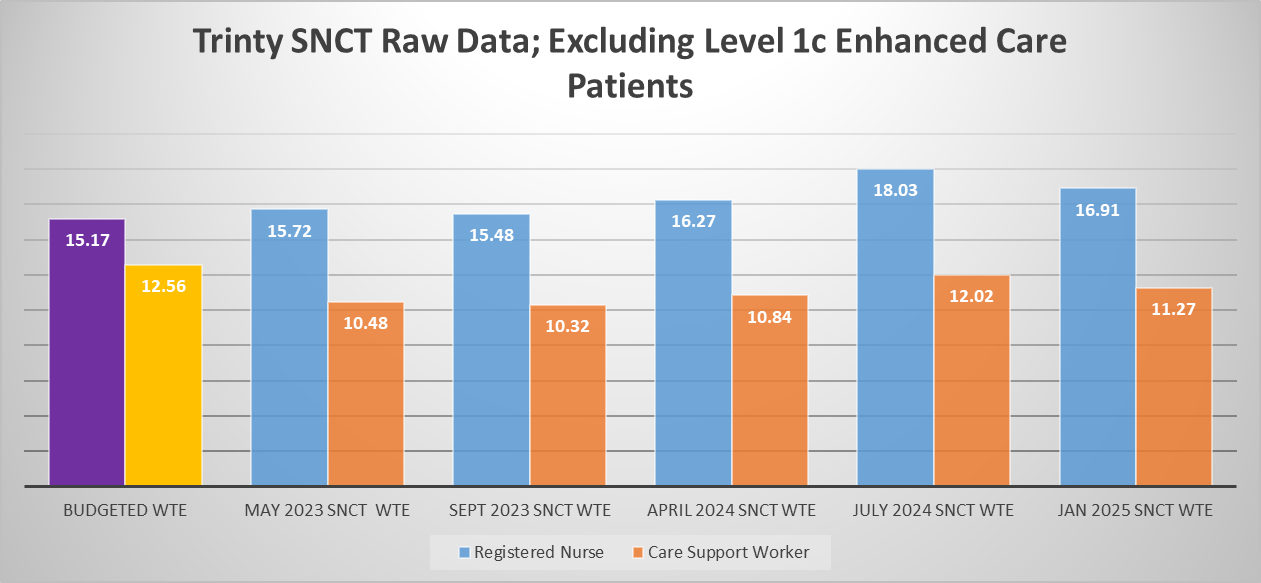 Trinty SNCT Raw Data; Excluding Level 1c Enhanced Care
Patients
15.17
12.56
15.72
10.48
15.48
10.32
16.27
10.84
18.03
12.02
16.91
11.27
BUDGETED WTE
MAY 2023 SNCT WTE
SEPT 2023 SNCT WTE
APRIL 2024 SNCT WTE
JULY 2024 SNCT WTE
JAN 2025 SNCT WTE
Registered Nurse
Care Support Worker